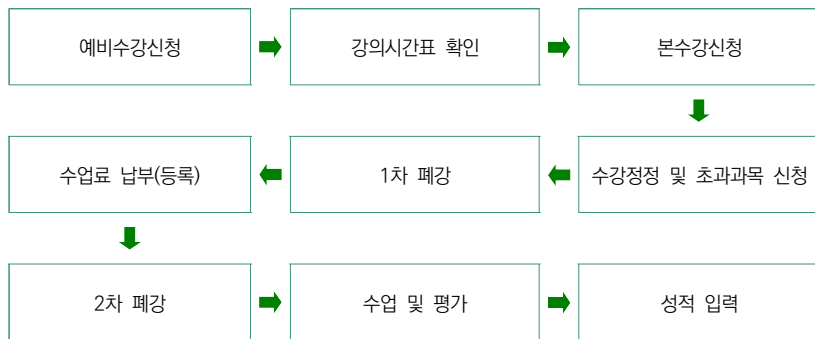 예비수강신청
강의시간표 확인
본수강신청
수강정정 및 초과과목 신청
1차 폐강
수업료 납부(등록)
2차 폐강
수업 및 평가
성적 입력